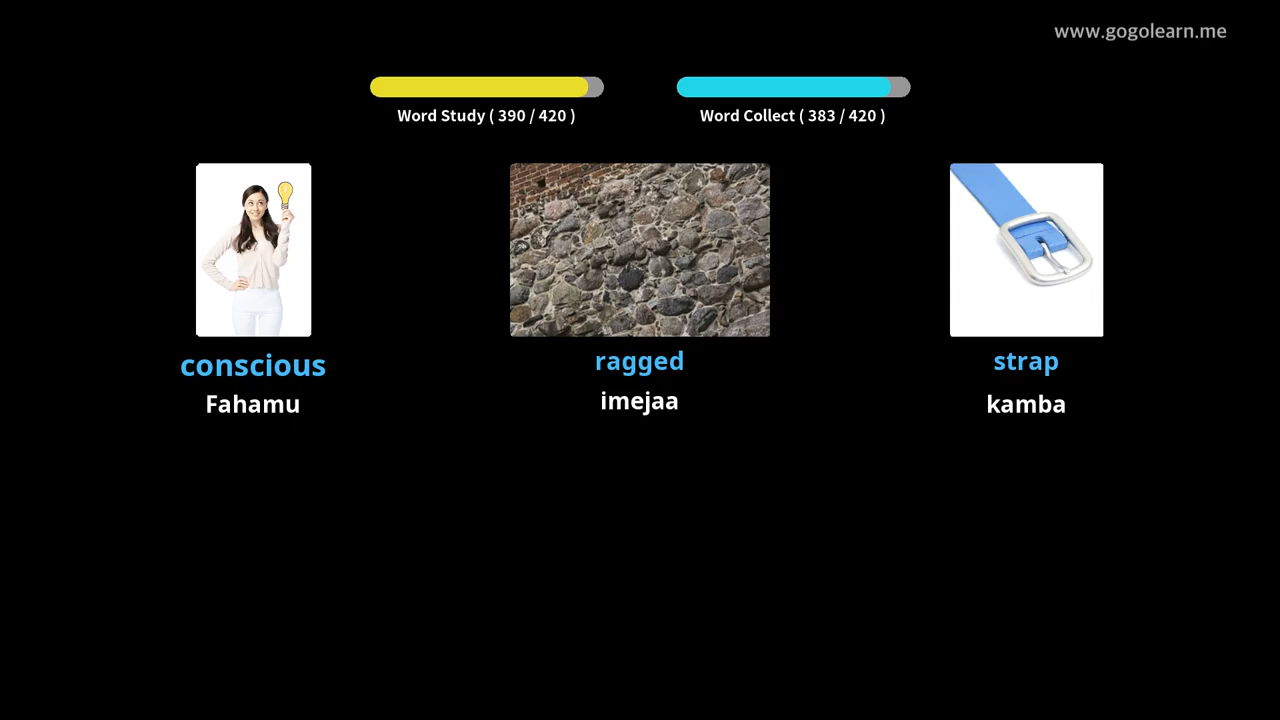 www.gogolearn.me
Word Study ( 390 / 420 )
Word Collect ( 383 / 420 )
conscious
Fahamu
ragged
imejaa
strap
kamba